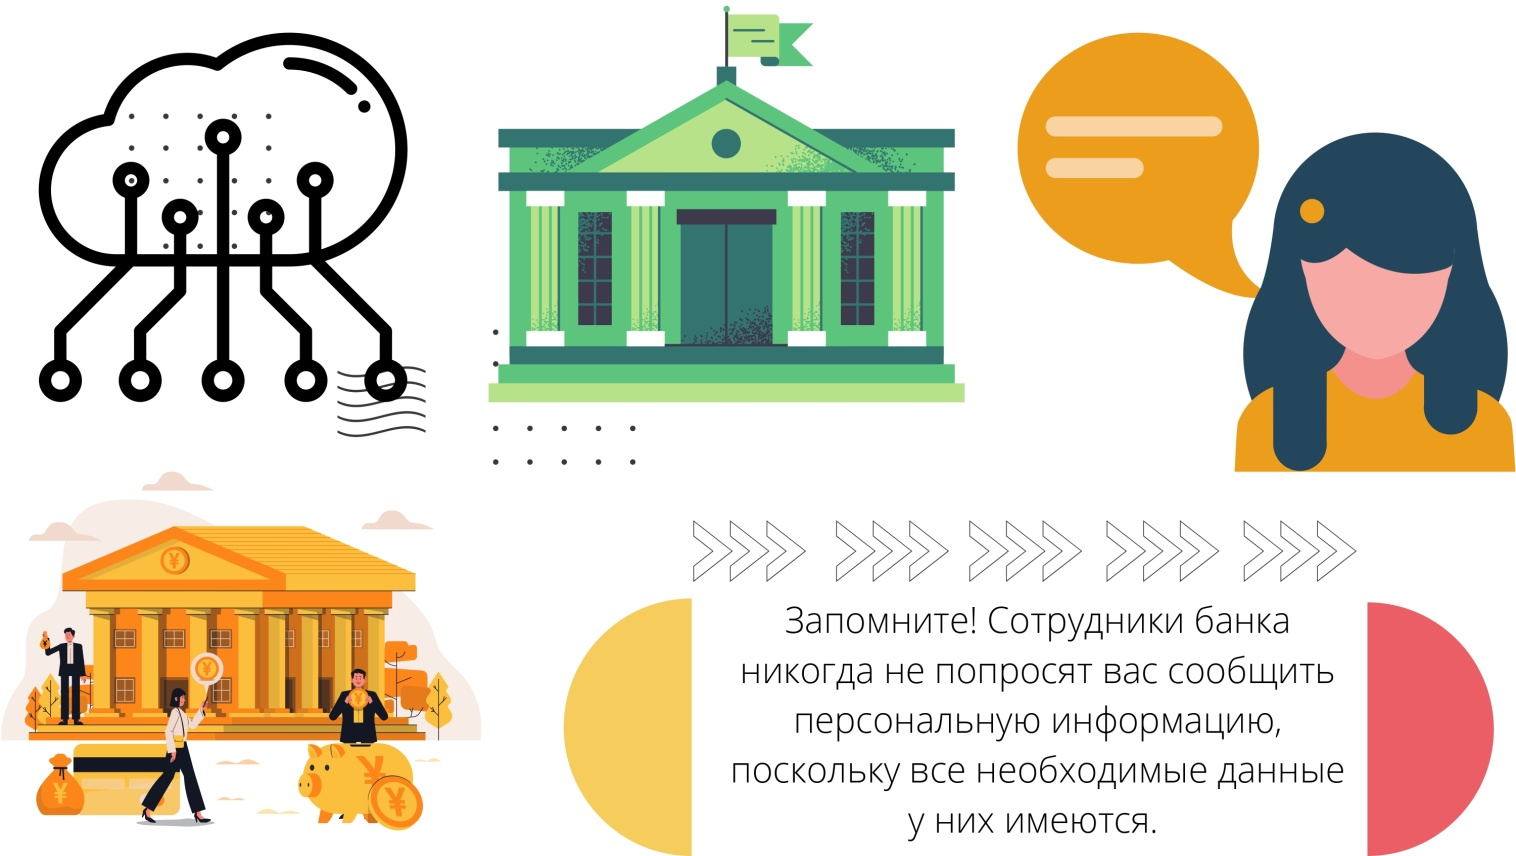 Запомните! Сотрудники банка
никогда не попросят вас сообщить
персональную информацию,
поскольку все необходимые данные
у них имеются.